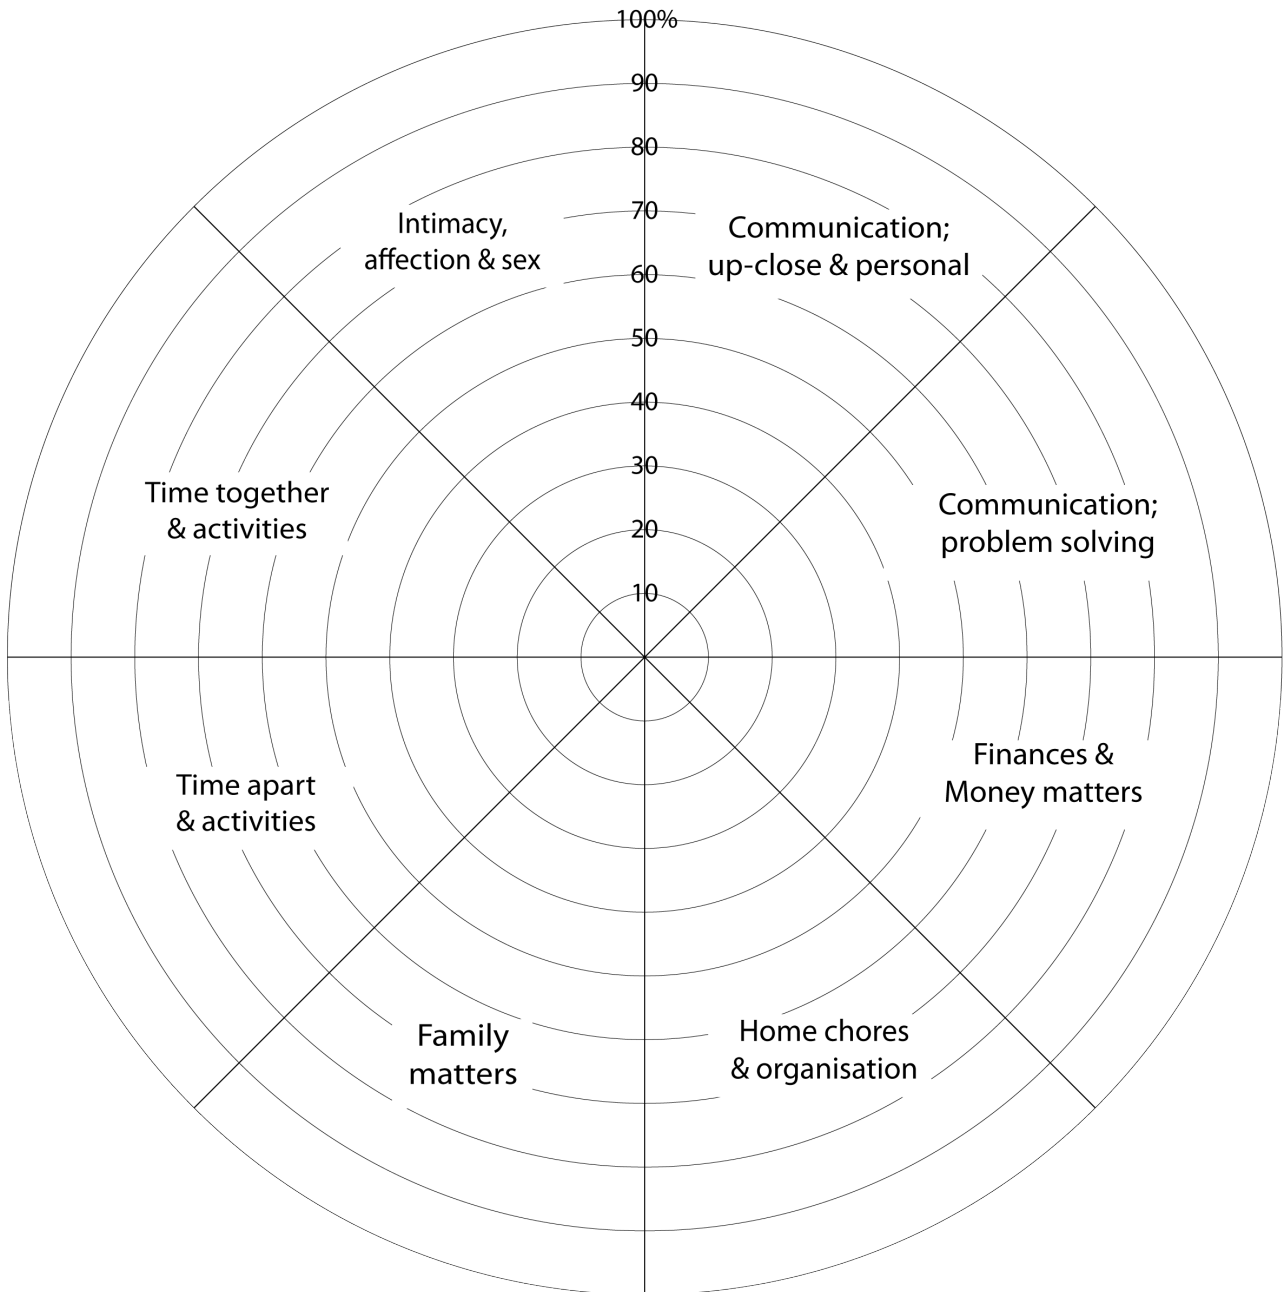 100%
90
80
70
60
50
40
30
20
10
Intimacy,
affection & sex
Communication;
up-close & personal
Time together
& activities
Communication;
problem solving
Time apart
& activities
Finances &
Money matters
Family
matters
Home chores
& organisation